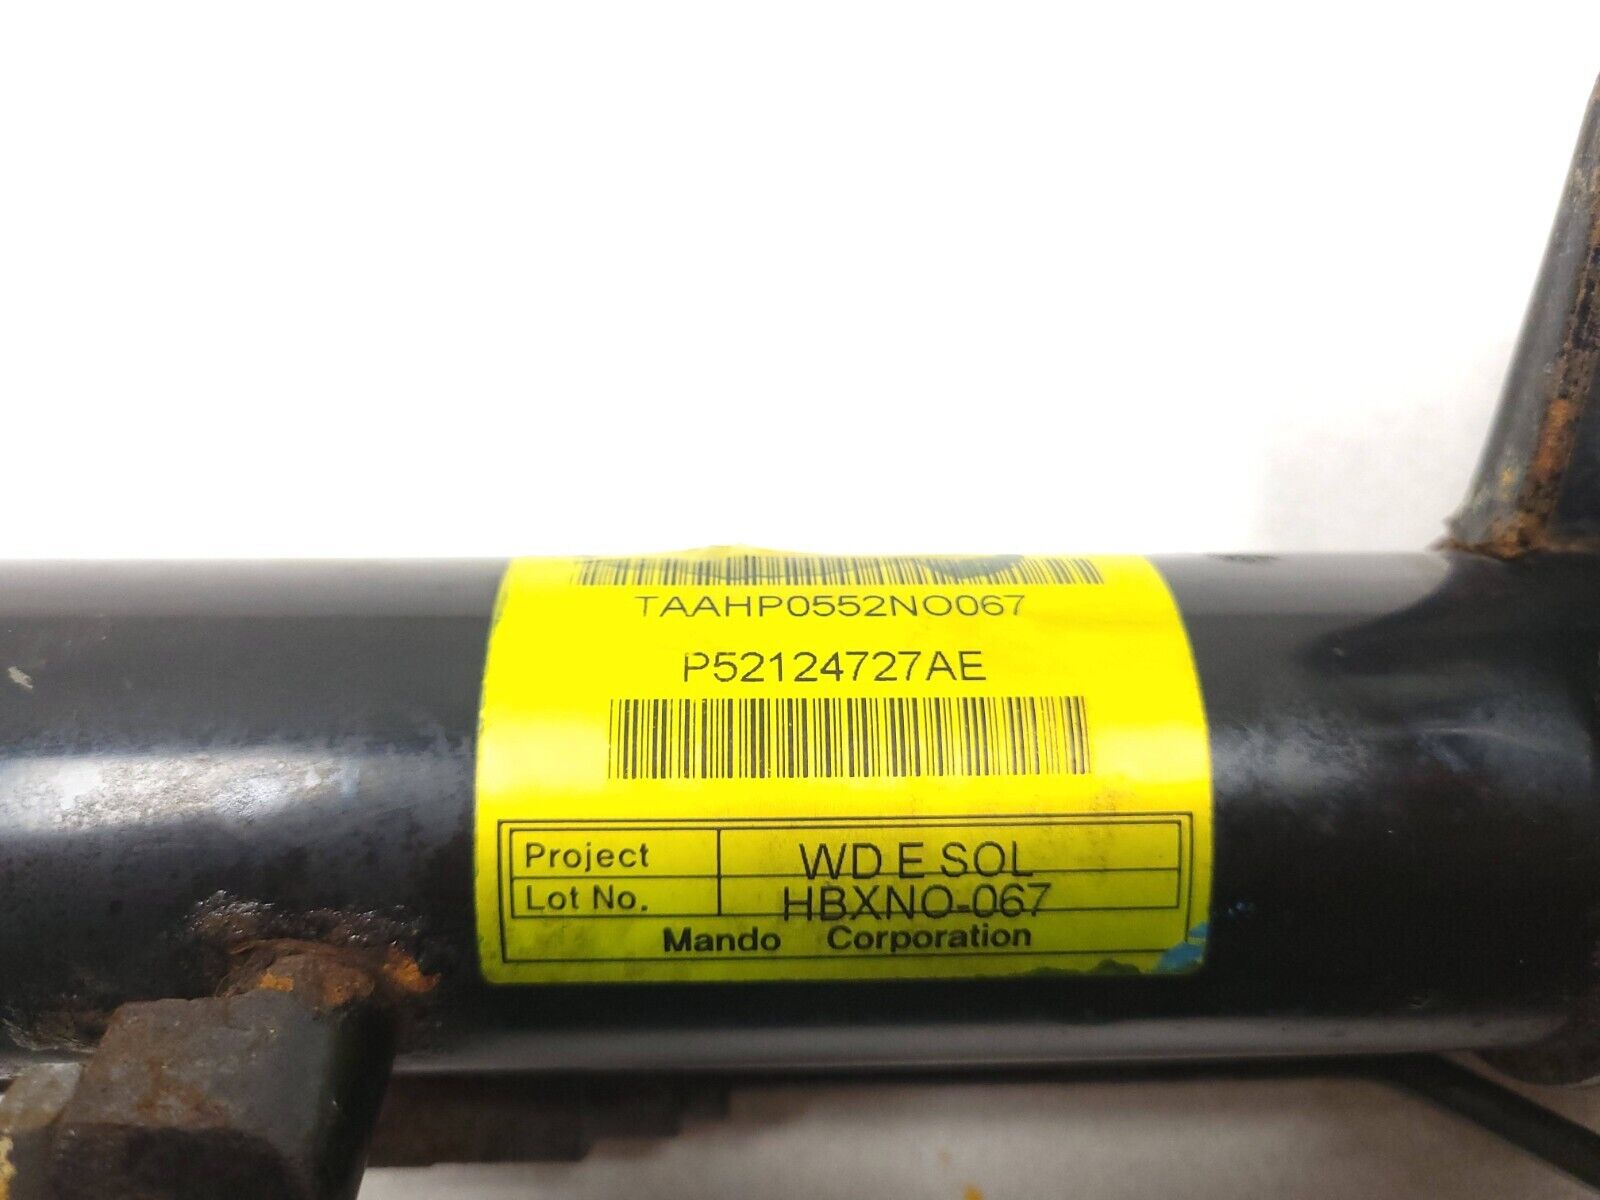 TAAHP0552NO067
P52124727AE
Project WD E SOL
Lot No. HBXNO-067
Mando Corporation